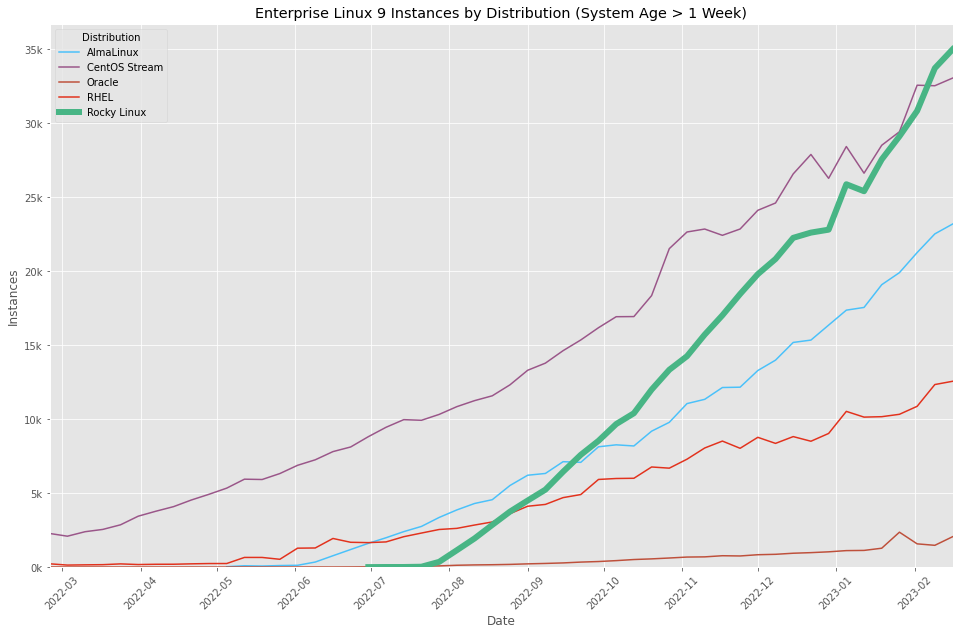 Enterprise Linux 9 Instances by Distribution (System Age > 1 Week)
Distribution
AlmaLinux
CentOS Stream
Oracle
RHEL
Rocky Linux
35k
30k
25k
20k
15k
10k
5k
0k
Instances
2022-03
2022-04
2022-05
2022-06
2022-07
2022-08
2022-09
2022-10
2022-11
2022-12
2023-01
2023-02
Date